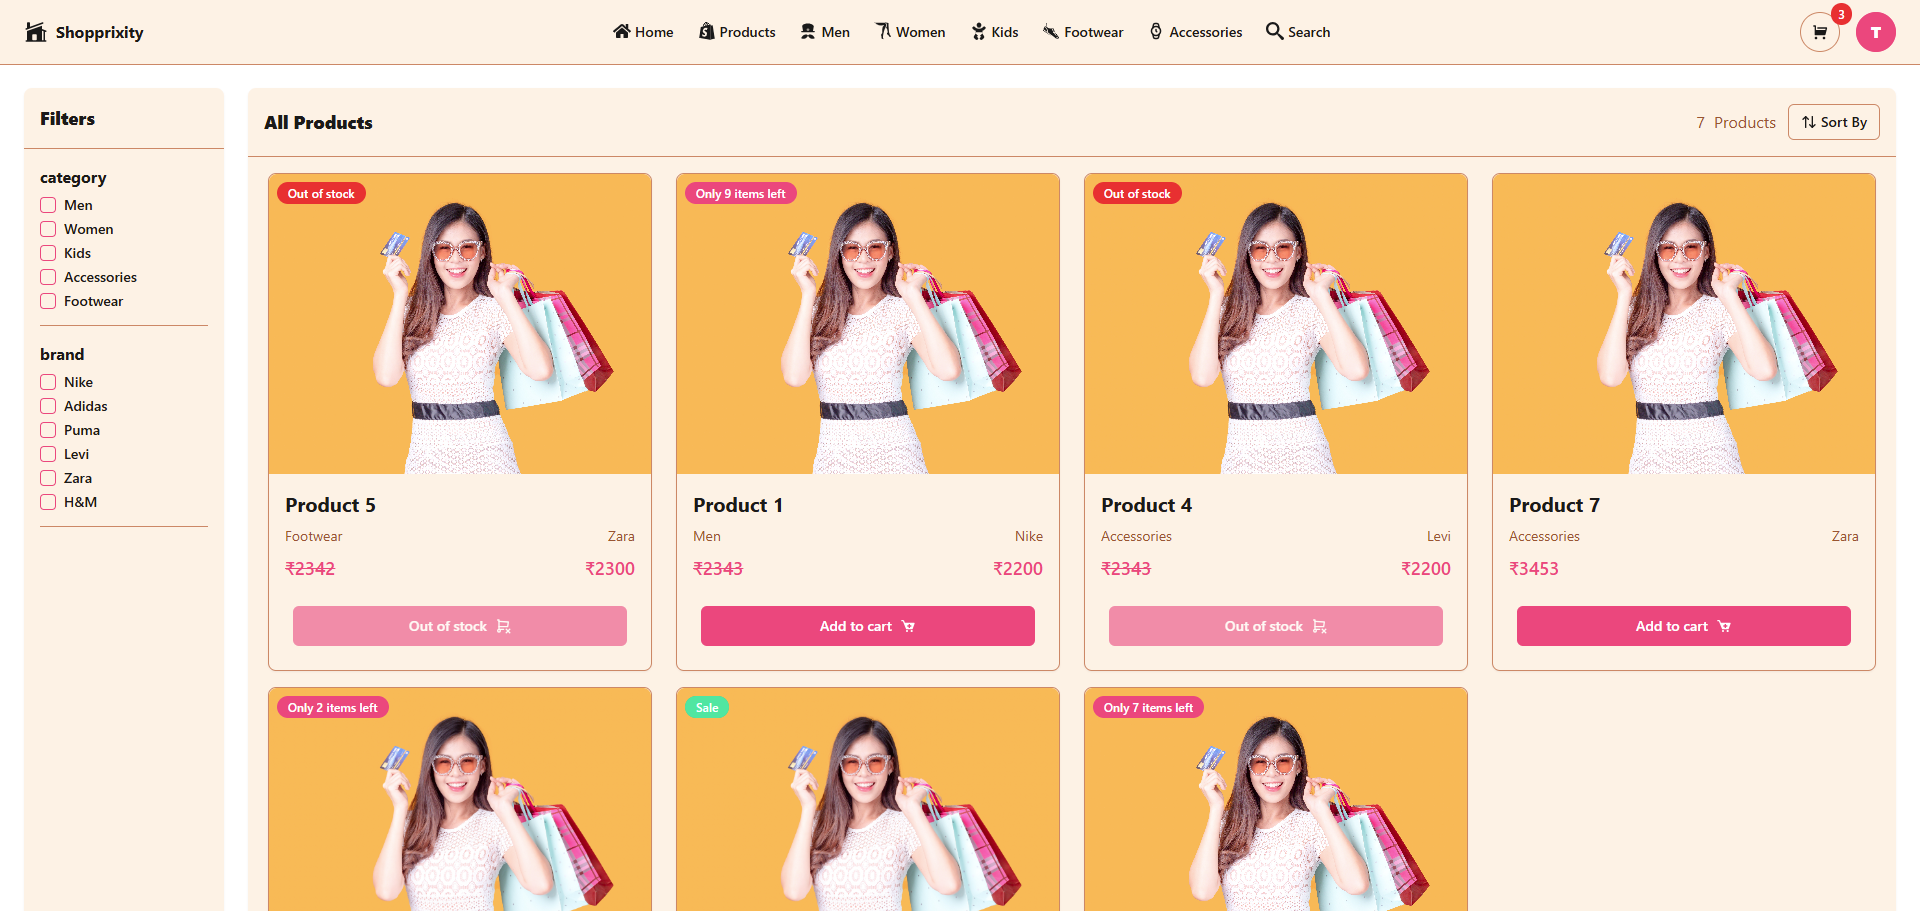 Shopprixity
Home Products Men Women Kids Footwear Accessories Search
3
T
Filters
category
Men
Women
Kids
Accessories
Footwear
brand
Nike
Adidas
Puma
Levi
Zara
H&M
All Products
7 Products
Sort By
Out of stock
Product 5
Footwear Zara
₹2342 ₹2300
Out of stock
Only 9 items left
Product 1
Men Nike
₹2343 ₹2200
Add to cart
Out of stock
Product 4
Accessories Levi
₹2343 ₹2200
Out of stock
Product 7
Accessories Zara
₹3453
Add to cart
Only 2 items left
Sale
Only 7 items left